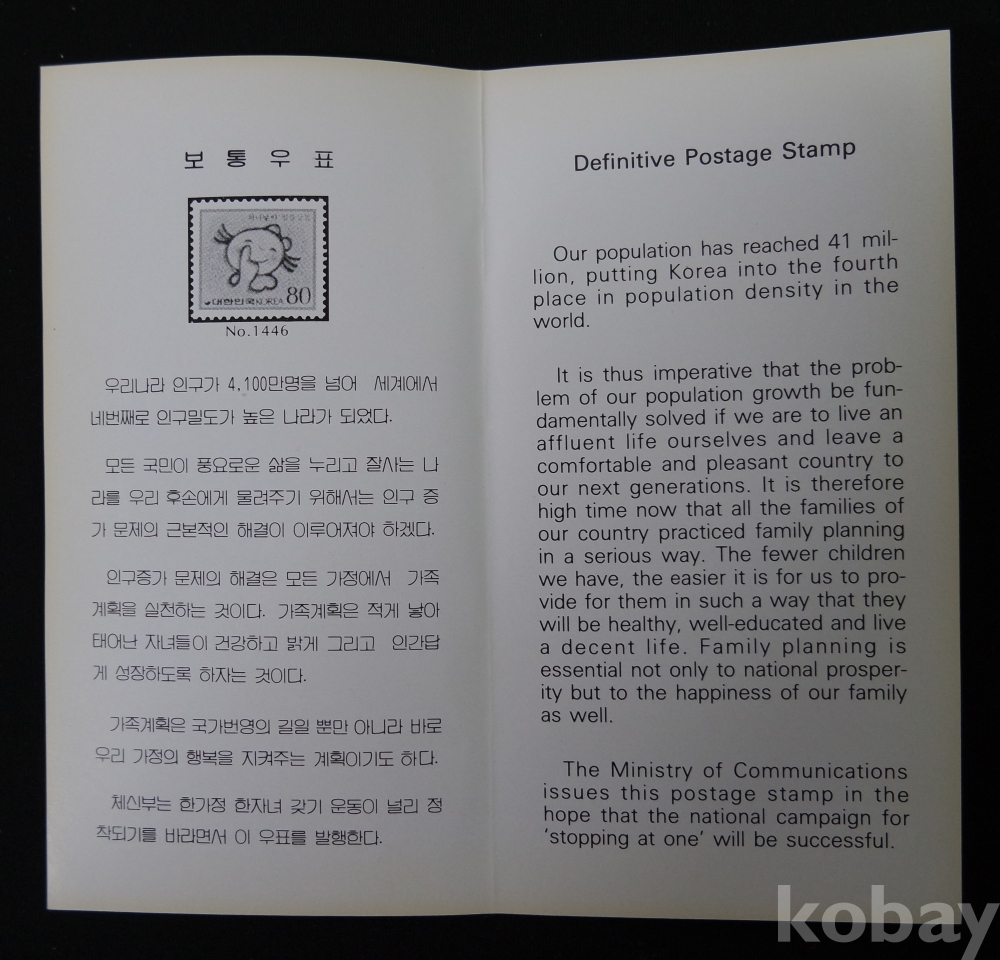 보통우표
하나낳아 알뜰살뜰
대한민국KOREA 80
No.1446
우리나라 인구가 4,100만명을 넘어 세계에서
네번째로 인구밀도가 높은 나라가 되었다.
모든 국민이 풍요로운 삶을 누리고 잘사는 나
라를 우리 후손에게 물려주기 위해서는 인구 증
가 문제의 근본적인 해결이 이루어져야 하겠다.
인구증가 문제의 해결은 모든 가정에서 가족
계획을 실천하는 것이다. 가족계획은 적게 낳아
태어난 자녀들이 건강하고 밝게 그리고 인간답
게 성장하도록 하자는 것이다.
가족계획은 국가번영의 길일 뿐만 아니라 바로
우리 가정의 행복을 지켜주는 계획이기도 하다.
체신부는 한가정 한자녀 갖기 운동이 널리 정
착되기를 바라면서 이 우표를 발행한다.
Definitive Postage Stamp
Our population has reached 41 mil-
lion, putting Korea into the fourth
place in population density in the
world.
It is thus imperative that the prob-
lem of our population growth be fun-
damentally solved if we are to live an
affluent life ourselves and leave a
comfortable and pleasant country to
our next generations. It is therefore
high time now that all the families of
our country practiced family planning
in a serious way. The fewer children
we have, the easier it is for us to pro-
vide for them in such a way that they
will be healthy, well-educated and live
a decent life. Family planning is
essential not only to national prosper-
ity but to the happiness of our family
as well.
The Ministry of Communications
issues this postage stamp in the
hope that the national campaign for
'stopping at one' will be successful.
kobay